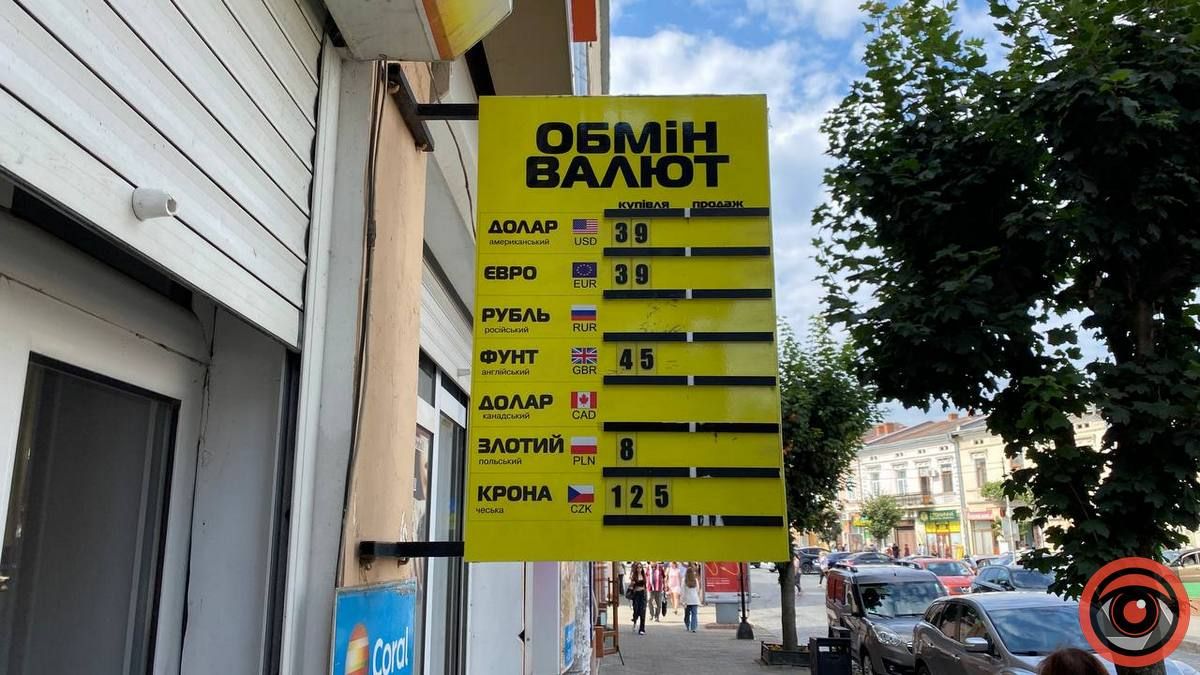 ОБМіН
ВАЛЮТ
купівля продаж
ДОЛАР USD 39
американський
ЄВРО EUR 39
РУБЛЬ RUR
російський
ФУНТ GBR 45
англійський
ДОЛАР CAD
канадський
ЗЛОТИЙ PLN 8
польський
КРОНА CZK 125
чеська
Coral